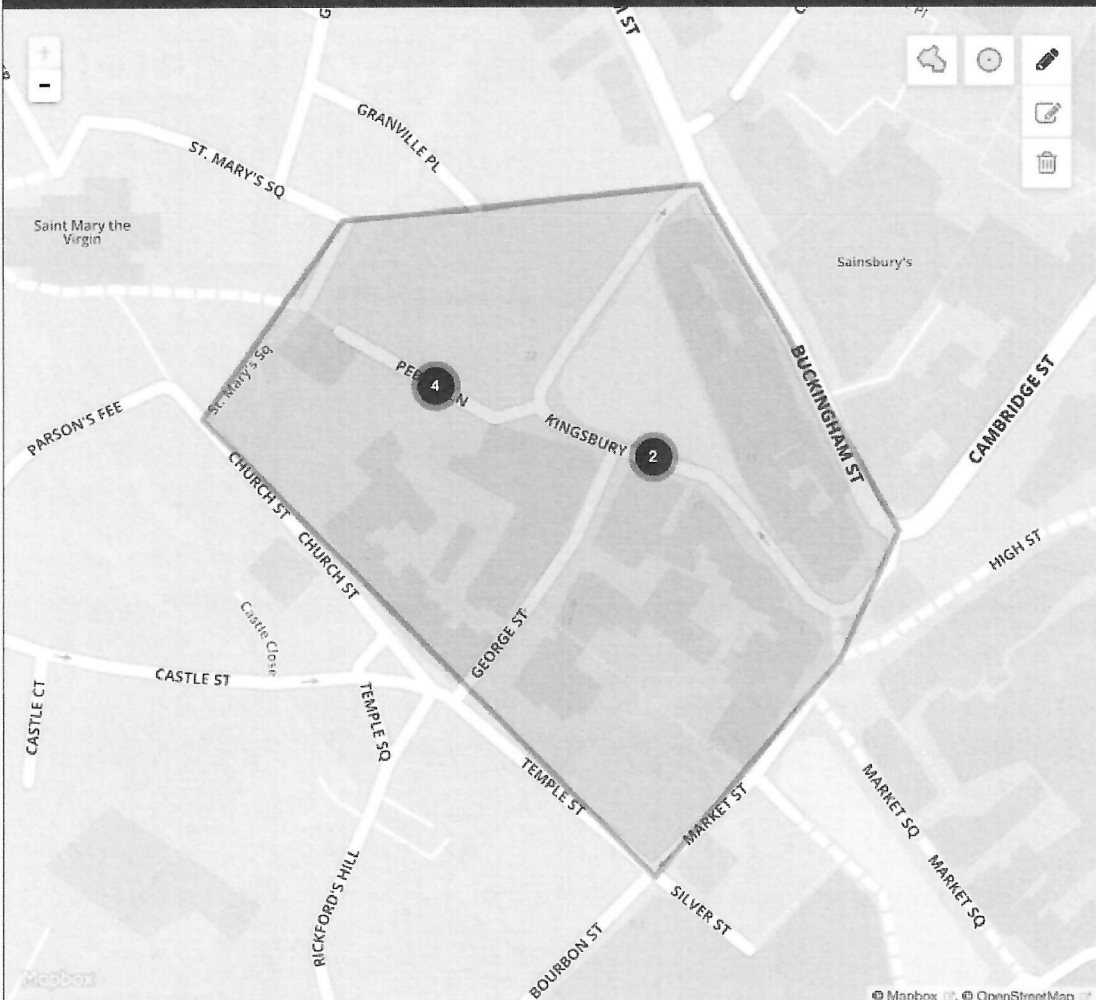 +
-
GRANVILLE PL
ST. MARY'S SQ
Saint Mary the
Virgin
Sainsbury's
St. Mary's Sq
4
KINGSBURY
2
BUCKINGHAM ST
CAMBRIDGE ST
PARSON'S FEE
CHURCH ST
CHURCH ST
HIGH ST
Castle Close
GEORGE ST
CASTLE ST
CASTLE CT
TEMPLE SQ
TEMPLE ST
MARKET ST
MARKET SQ
MARKET SQ
RICKFORD'S HILL
SILVER ST
BOURBON ST
Mapbox
© Mapbox © OpenStreetMap